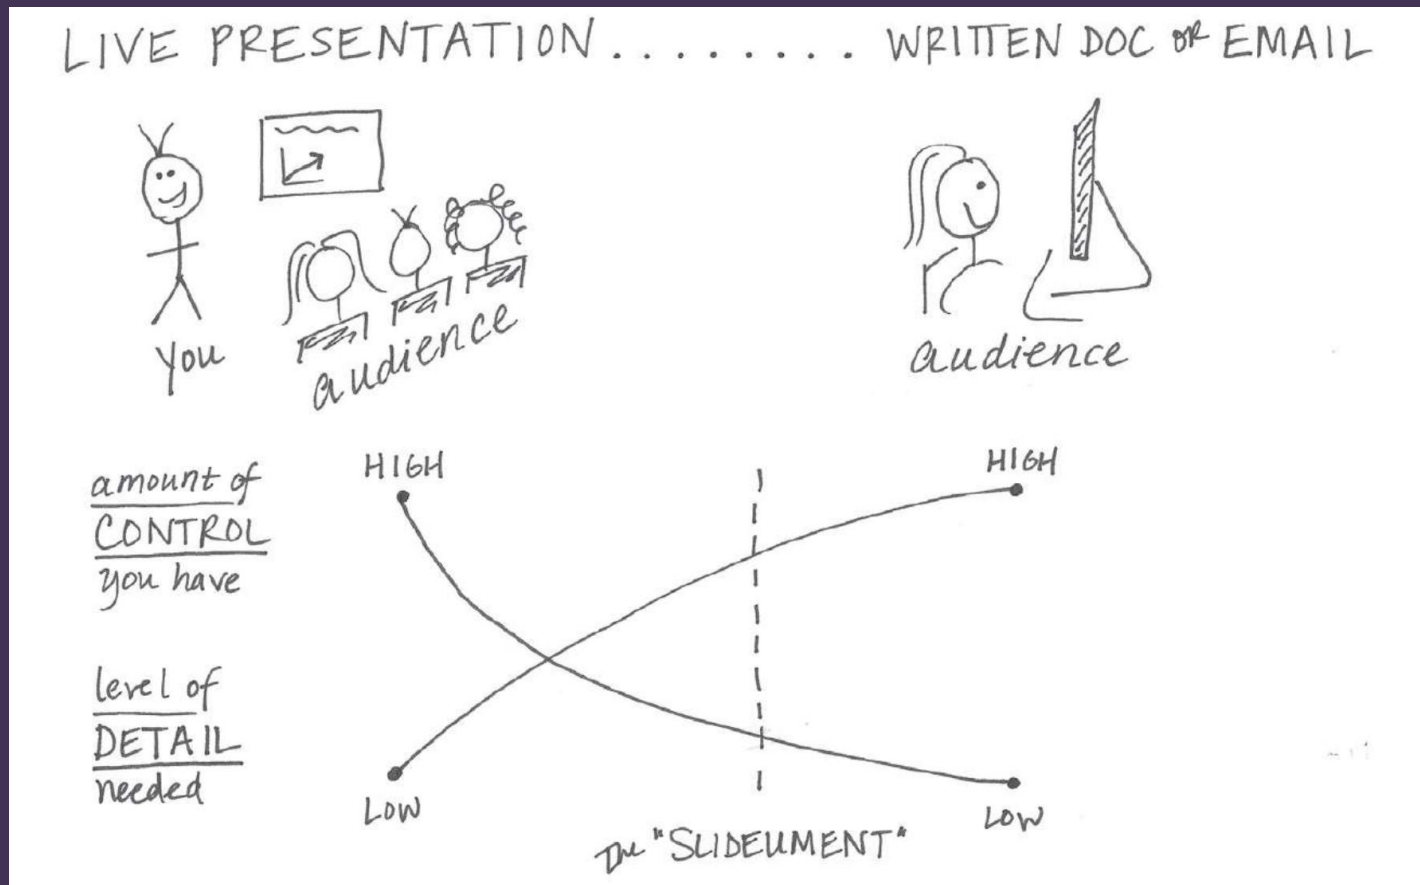 LIVE PRESENTATION......... WRITTEN DOC OR EMAIL
you
audience
audience
amount of
CONTROL
you have
HIGH
HIGH
level of
DETAIL
needed
LOW
LOW
The "SLIDEUMENT"